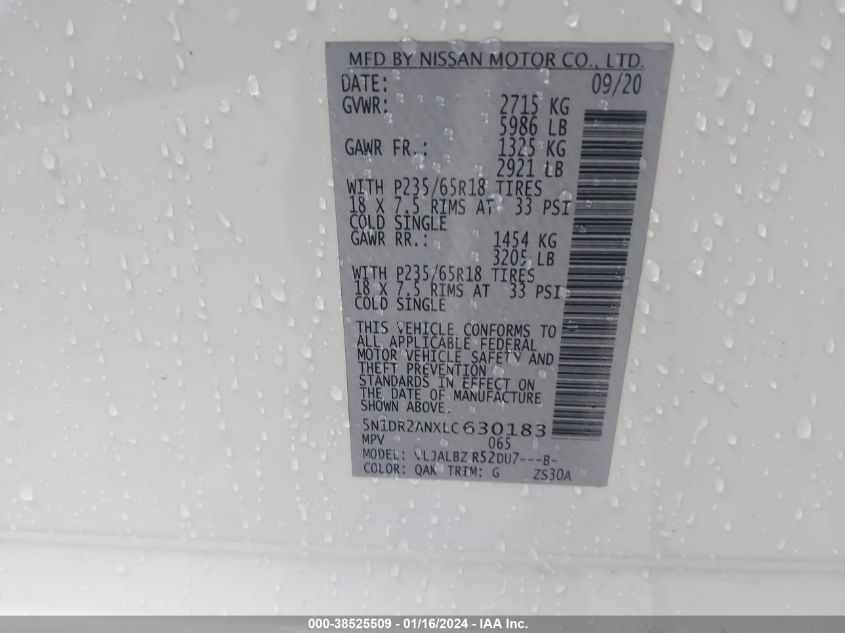 MFD BY NISSAN MOTOR CO., LTD.
DATE: 09/20
GVWR: 2715 KG
5986 LB
GAWR FR.: 1325 KG
2921 LB
WITH P235/65R18 TIRES
18 X 7.5 RIMS AT 33 PSI
COLD SINGLE
GAWR RR.: 1454 KG
3205 LB
WITH P235/65R18 TIRES
18 X 7.5 RIMS AT 33 PSI
COLD SINGLE
THIS VEHICLE CONFORMS TO
ALL APPLICABLE FEDERAL
MOTOR VEHICLE SAFETY AND
THEFT PREVENTION
STANDARDS IN EFFECT ON
THE DATE OF MANUFACTURE
SHOWN ABOVE.
5N1DR2ANXLC630183
MPV 065
MODEL: VLJALBZ R52DU7---B-
COLOR: QAK TRIM: G ZS30A
000-38525509 - 01/16/2024 - IAA Inc.